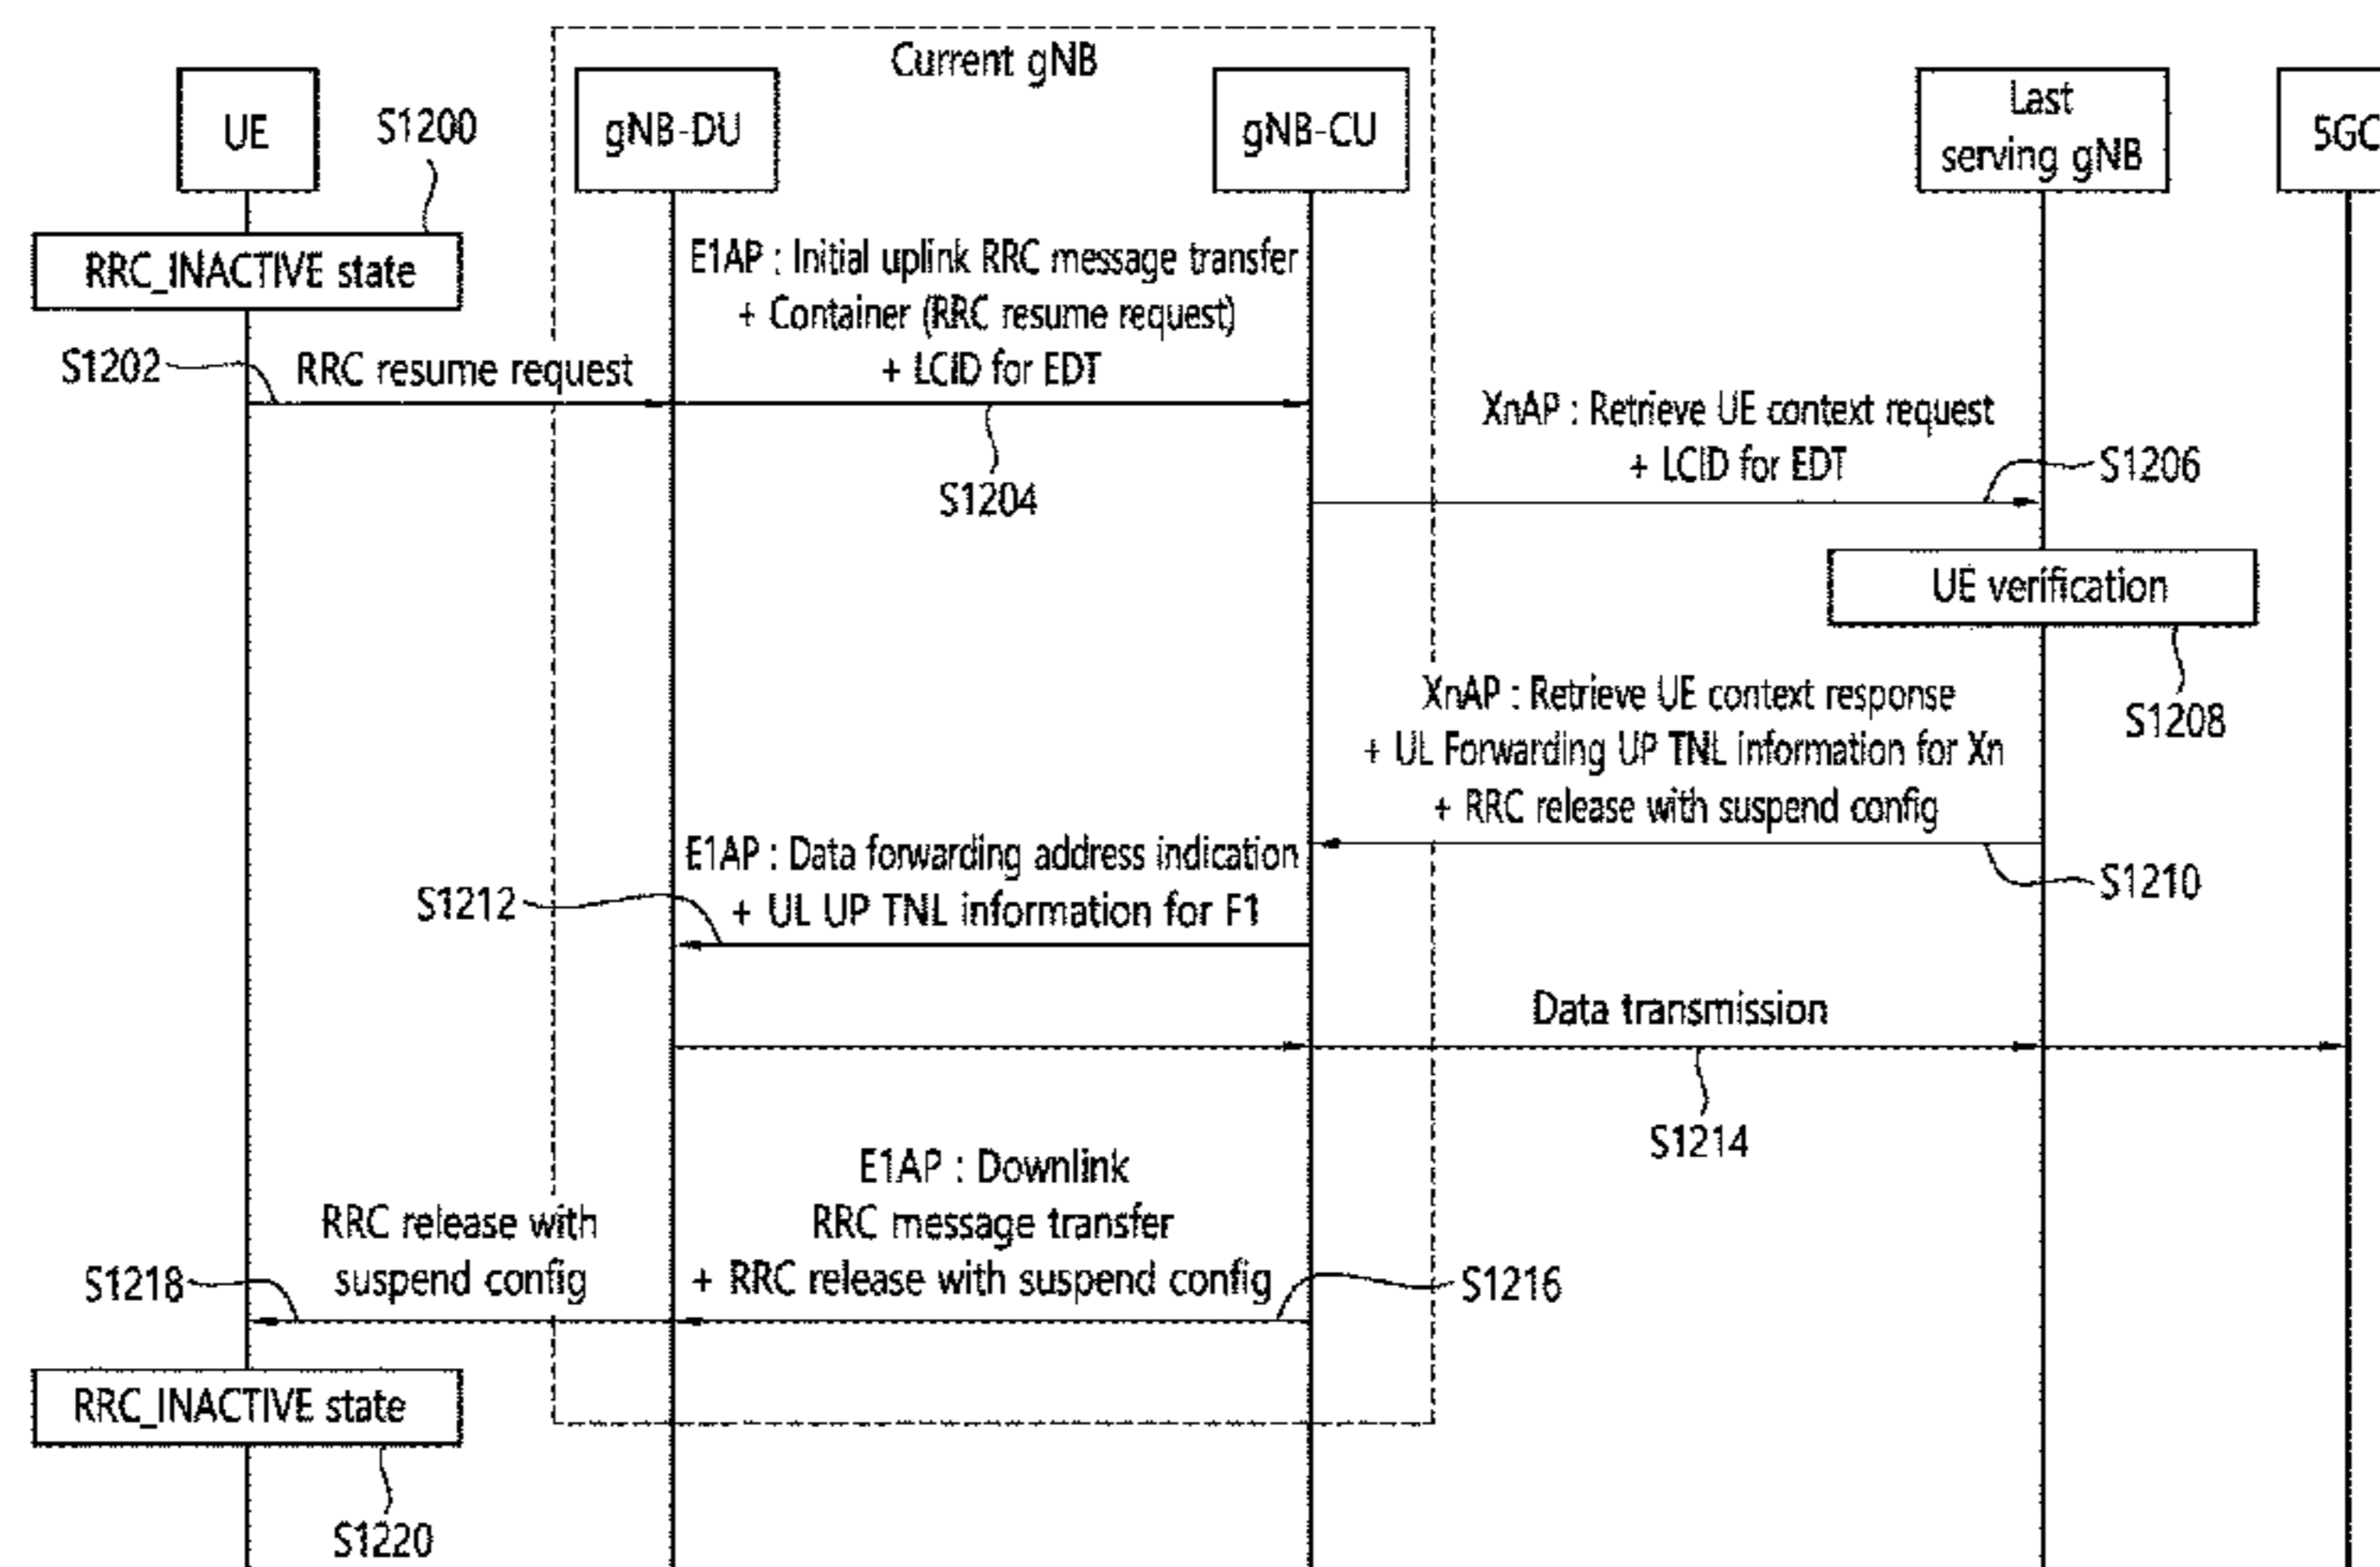 Current gNB
UE
S1200
gNB-DU
gNB-CU
Last
serving gNB
5GC
RRC_INACTIVE state
E1AP : Initial uplink RRC message transfer
+ Container (RRC resume request)
+ LCID for EDT
S1202
RRC resume request
S1204
XnAP : Retrieve UE context request
+ LCID for EDT
S1206
UE verification
S1208
XnAP : Retrieve UE context response
+ UL Forwarding UP TNL information for Xn
+ RRC release with suspend config
S1210
E1AP : Data forwarding address indication
+ UL UP TNL information for F1
S1212
Data transmission
S1214
E1AP : Downlink
RRC message transfer
+ RRC release with suspend config
S1216
RRC release with
suspend config
S1218
RRC_INACTIVE state
S1220